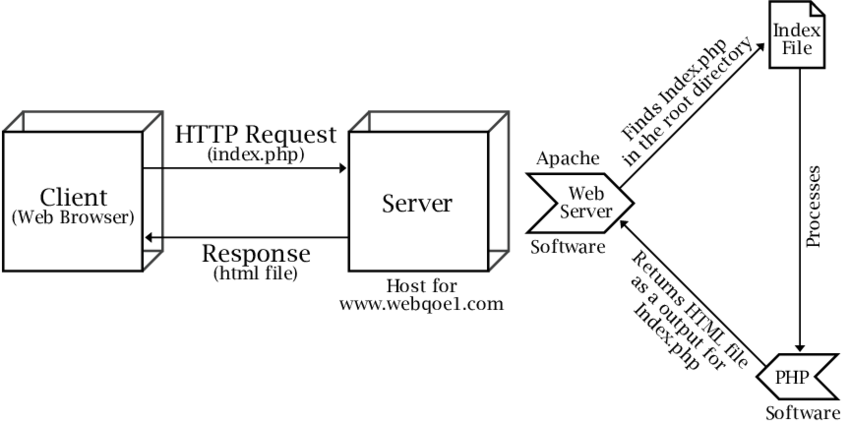 HTTP Request
(index.php)
Client
(Web Browser)
Response
(html file)
Server
Host for
www.webqoe1.com
Apache
Web
Server
Software
Finds Index.php
in the root directory
Index
File
Processes
PHP
Software
Returns HTML file
as a output for
Index.php